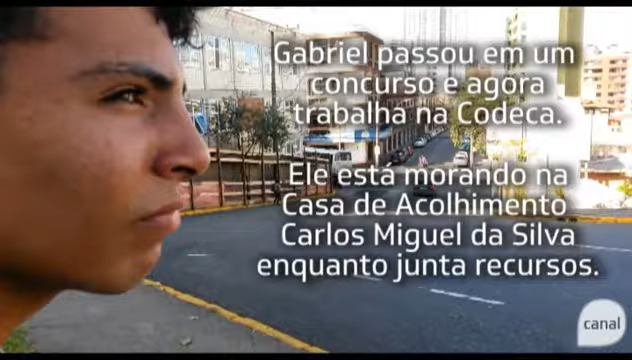 Gabriel passou em um
concurso e agora
trabalha na Codeca.
Ele está morando na
Casa de Acolhimento
Carlos Miguel da Silva
enquanto junta recursos.
canal